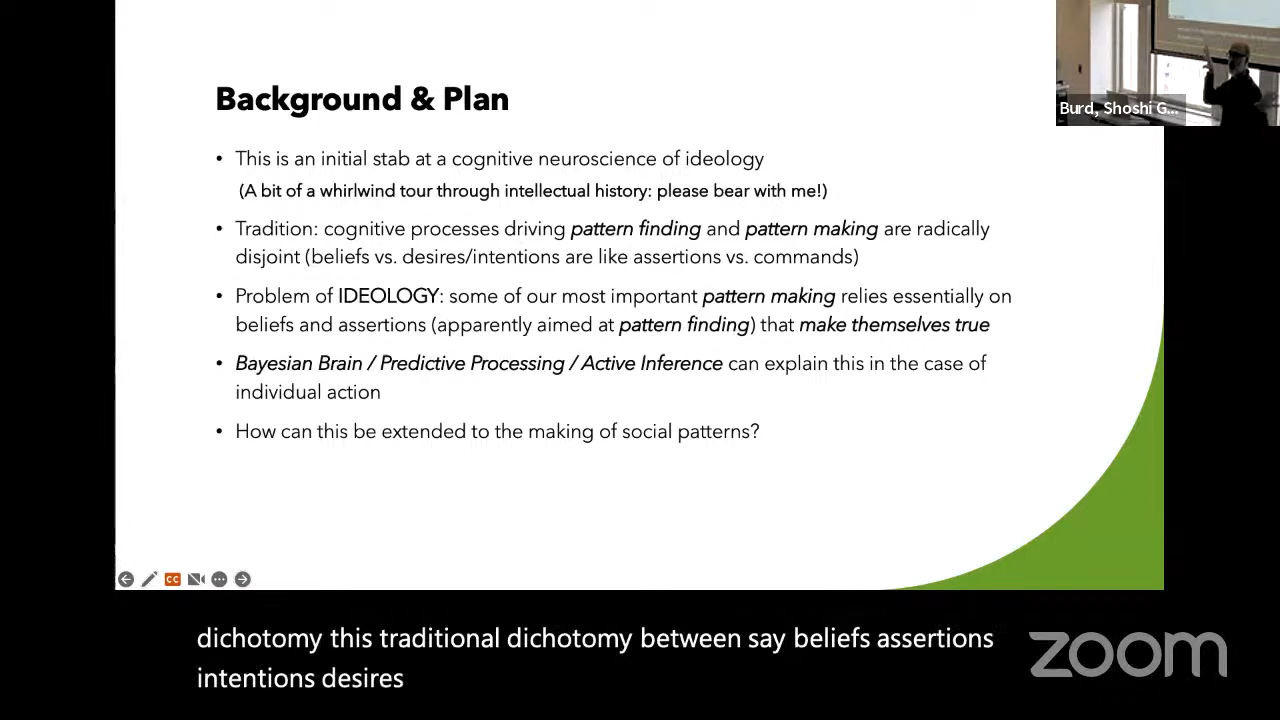 Burd, Shoshi G...
Background & Plan
• This is an initial stab at a cognitive neuroscience of ideology
(A bit of a whirlwind tour through intellectual history: please bear with me!)
• Tradition: cognitive processes driving pattern finding and pattern making are radically
disjoint (beliefs vs. desires/intentions are like assertions vs. commands)
• Problem of IDEOLOGY: some of our most important pattern making relies essentially on
beliefs and assertions (apparently aimed at pattern finding) that make themselves true
• Bayesian Brain / Predictive Processing / Active Inference can explain this in the case of
individual action
• How can this be extended to the making of social patterns?
CC
dichotomy this traditional dichotomy between say beliefs assertions
intentions desires
zoom